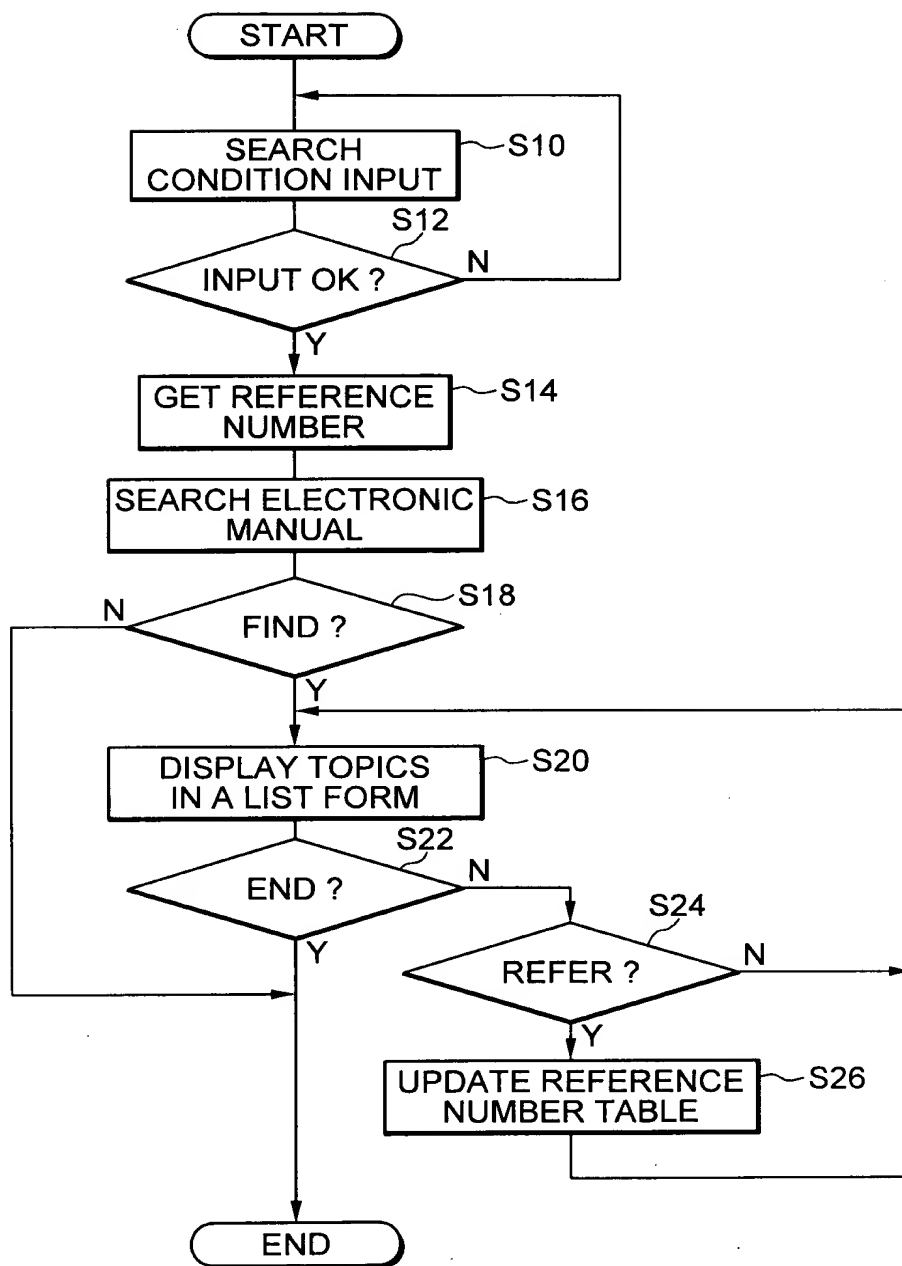 START
SEARCH
CONDITION INPUT
S10
S12
INPUT OK ?
N
Y
GET REFERENCE
NUMBER
S14
SEARCH ELECTRONIC
MANUAL
S16
S18
N
FIND ?
Y
DISPLAY TOPICS
IN A LIST FORM
S20
S22
END ?
N
Y
S24
REFER ?
N
Y
UPDATE REFERENCE
NUMBER TABLE
S26
END